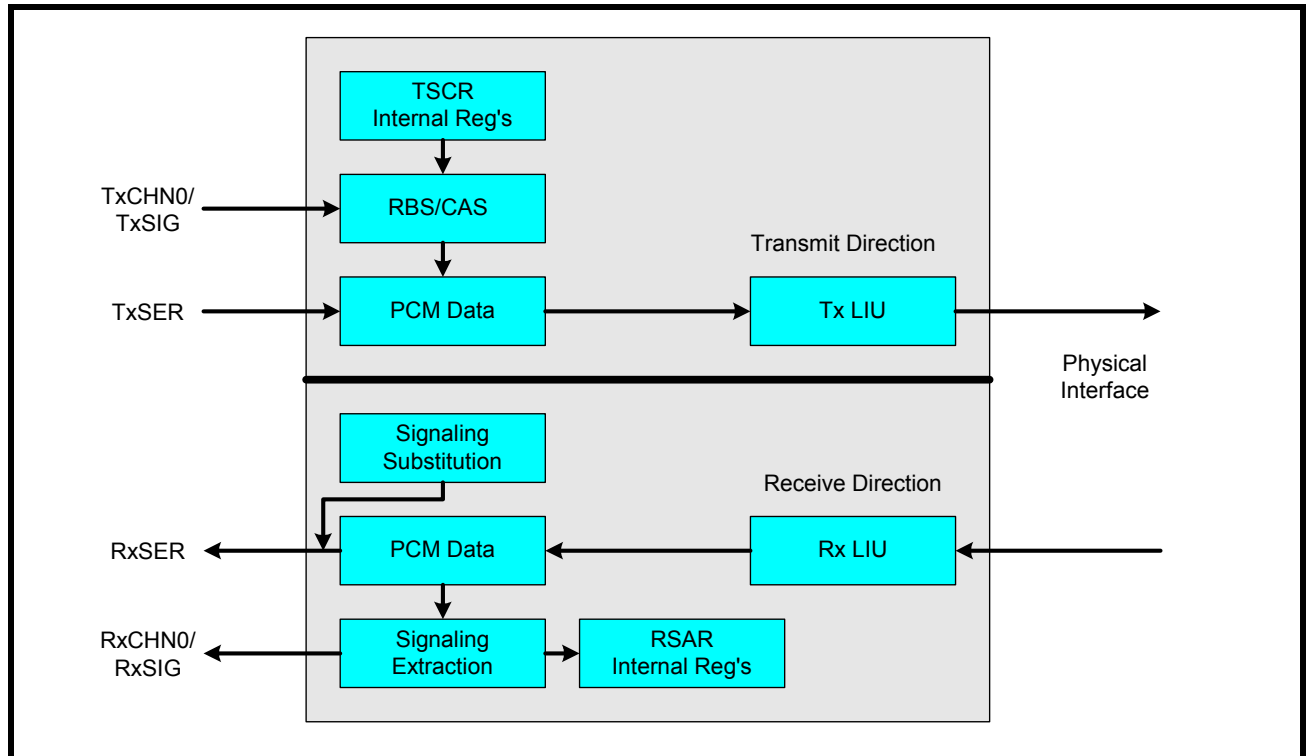 TSCR
Internal Reg's
TxCHN0/
TxSIG
RBS/CAS
Transmit Direction
TxSER
PCM Data
Tx LIU
Physical
Interface
Signaling
Substitution
Receive Direction
RxSER
PCM Data
Rx LIU
RxCHN0/
RxSIG
Signaling
Extraction
RSAR
Internal Reg's